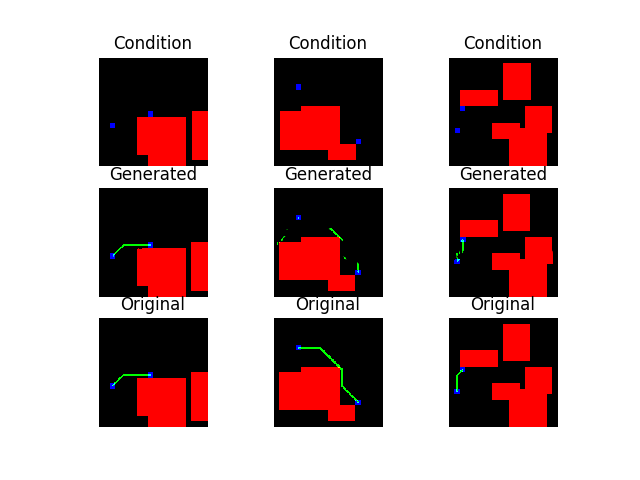 Condition
Condition
Condition
Generated
Generated
Generated
Original
Original
Original